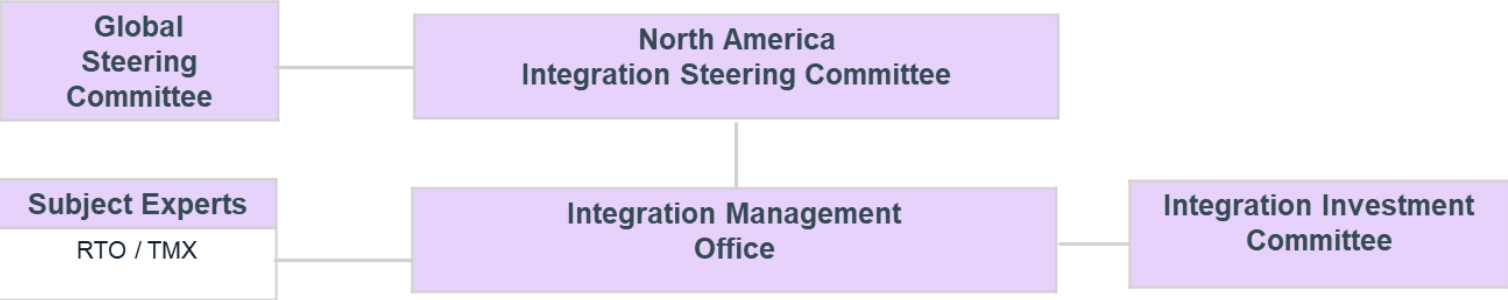 Global
Steering
Committee
North America
Integration Steering Committee
Subject Experts
RTO / TMX
Integration Management
Office
Integration Investment
Committee